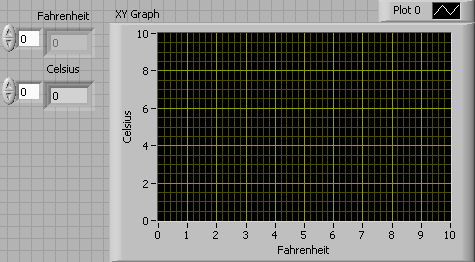 Fahrenheit
0 0
Celsius
0 0
XY Graph
Plot 0
10
8
6
4
2
0
Celsius
0 1 2 3 4 5 6 7 8 9 10
Fahrenheit